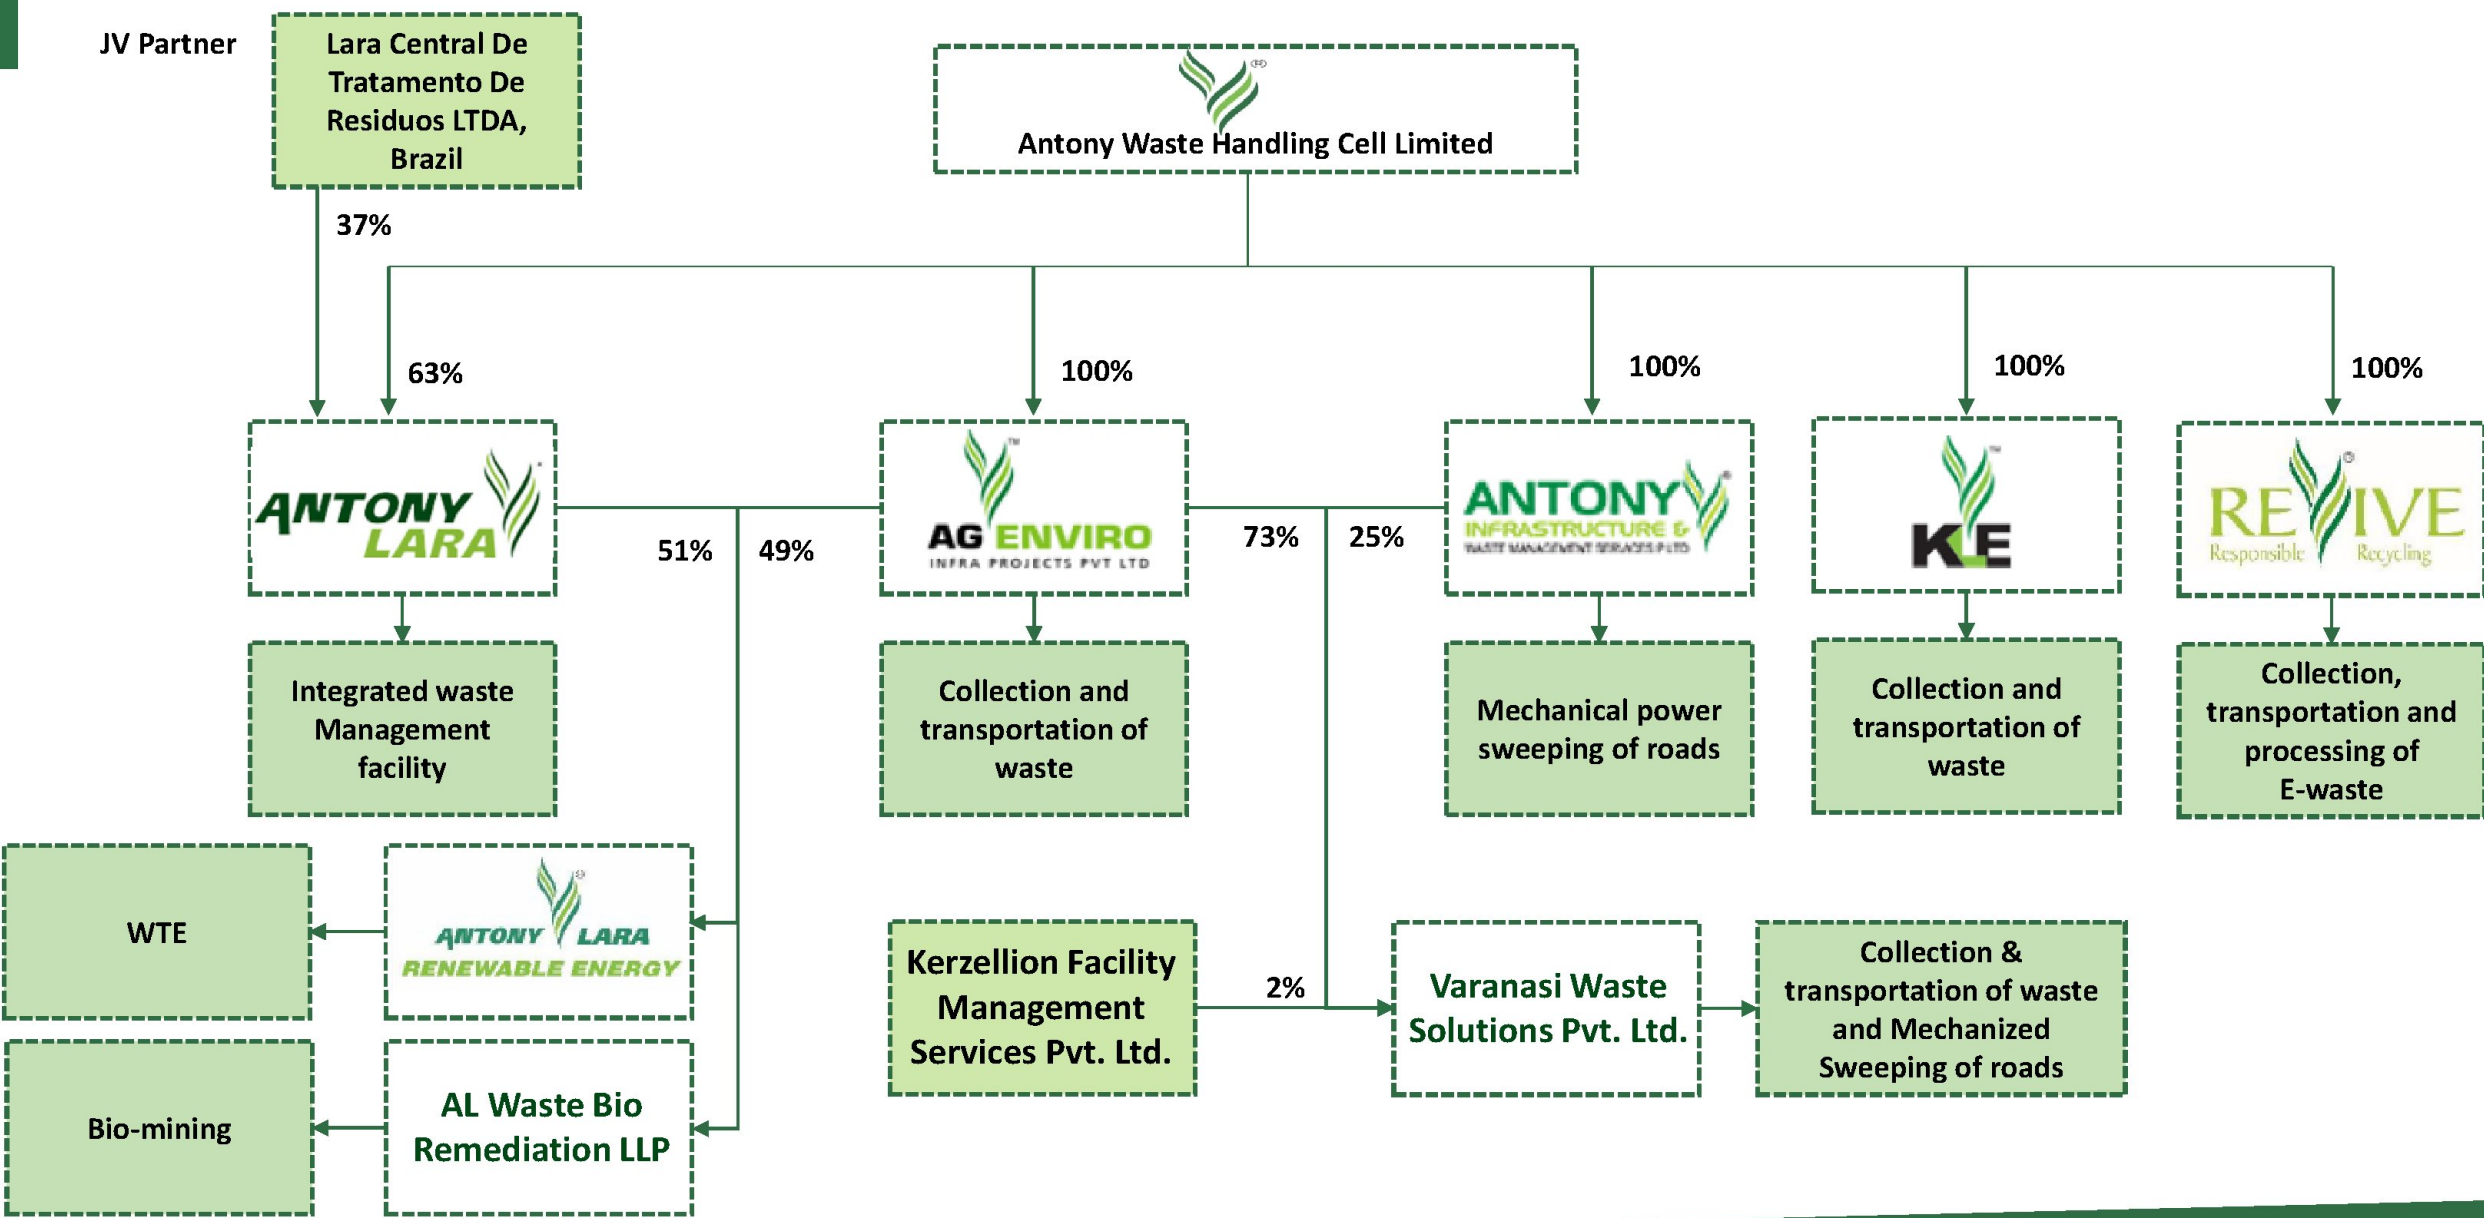 JV Partner
Lara Central De
Tratamento De
Residuos LTDA,
Brazil
Antony Waste Handling Cell Limited
37%
63%
100%
100%
100%
100%
ANTONY
LARA
AG ENVIRO
INFRA PROJECTS PVT LTD
ANTONY
INFRASTRUCTURE &
WASTE MANAGEMENT SERVICES P LTD
KLE
REVIVE
Responsible Recycling
51%
49%
73%
25%
Integrated waste
Management
facility
Collection and
transportation of
waste
Mechanical power
sweeping of roads
Collection and
transportation of
waste
Collection,
transportation and
processing of
E-waste
WTE
ANTONY LARA
RENEWABLE ENERGY
Kerzellion Facility
Management
Services Pvt. Ltd.
2%
Varanasi Waste
Solutions Pvt. Ltd.
Collection &
transportation of waste
and Mechanized
Sweeping of roads
Bio-mining
AL Waste Bio
Remediation LLP